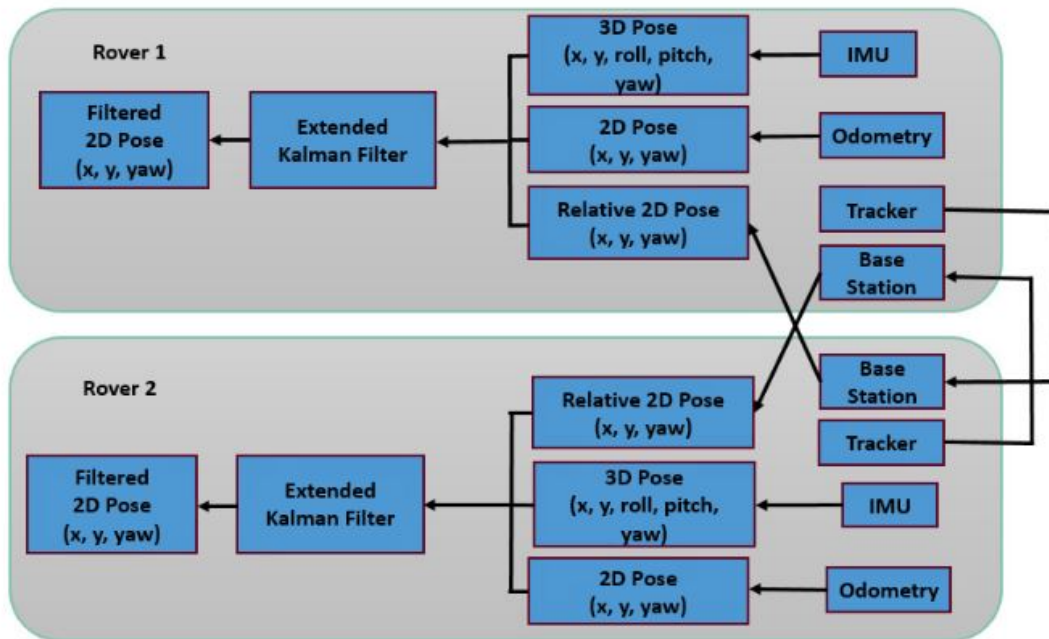 Rover 1
3D Pose
(x, y, roll, pitch,
yaw)
IMU
Filtered
2D Pose
(x, y, yaw)
Extended
Kalman Filter
2D Pose
(x, y, yaw)
Odometry
Relative 2D Pose
(x, y, yaw)
Tracker
Base
Station
Rover 2
Relative 2D Pose
(x, y, yaw)
Base
Station
Tracker
Filtered
2D Pose
(x, y, yaw)
Extended
Kalman Filter
3D Pose
(x, y, roll, pitch,
yaw)
IMU
2D Pose
(x, y, yaw)
Odometry